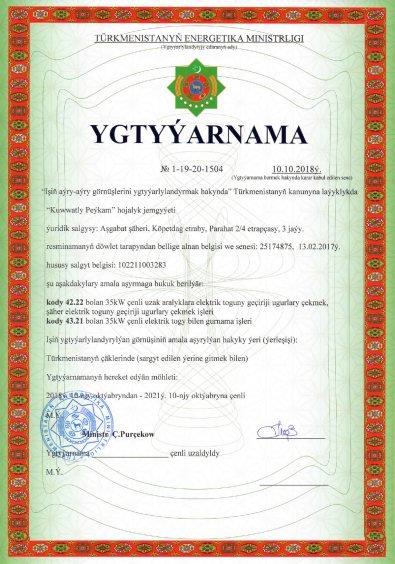 TÜRKMENISTANYŇ ENERGETIKA MINISTRLIGI
(Ygtyýarlylandyryjy edaranyň ady)
YGTYÝARNAMA
№ 1-19-20-1504 10.10.2018ý.
(Ygtyýarnama bermek hakynda karar kabul edilen sene)
"Işiň aýry-aýry görnüşlerini ygtyýarlylandyrmak hakynda" Türkmenistanyň kanunyna laýyklykda
"Kuwwatly Peýkam" hojalyk jemgyýeti
ýuridik salgysy: Aşgabat şäheri, Köpetdag etraby, Parahat 2/4 etrapçasy, 3 jaýy.
resminamanyň döwlet tarapyndan bellige alnan belgisi we senesi: 25174875, 13.02.2017ý.
hususy salgyt belgisi: 102211003283
şu aşakdakylary amala aşyrmaga hukuk berilýär:
kody 42.22 bolan 35kW çenli uzak aralyklara elektrik toguny geçiriji ugurlary çekmek,
şäher elektrik toguny geçiriji ugurlary çekmek işleri
kody 43.21 bolan 35kW çenli elektrik togy bilen gurnama işleri
Işiň ygtyýarlylandyrylýan görnüşiniň amala aşyrylýan hakyky ýeri (ýerleşişi):
Türkmenistanyň çäklerinde (sargyt edilen ýerine gitmek bilen)
Ygtyýarnamanyň hereket edýän möhleti:
2018ý. 10-njy oktýabryndan - 2021ý. 10-njy oktýabryna çenli
M.Ý.
Ministr Ç.Purçekow
Ygtyýarnama çenli uzaldyldy
M.Ý.